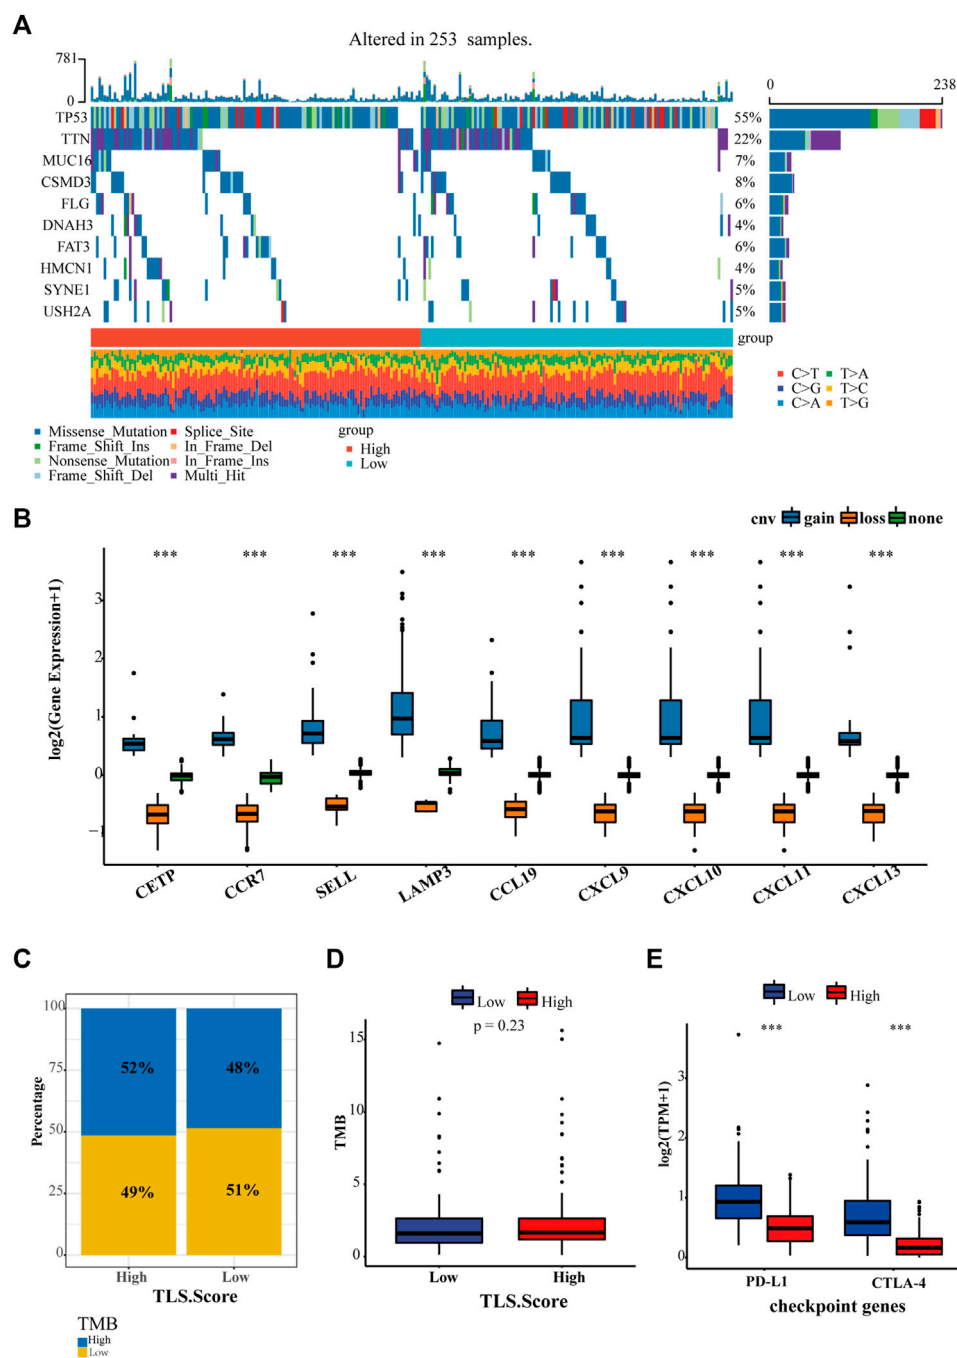 A
Altered in 253 samples.
781
0
0
238
TP53
55%
TTN
22%
MUC16
7%
CSMD3
8%
FLG
6%
DNAH3
4%
FAT3
6%
HMCN1
4%
SYNE1
5%
USH2A
5%
group
C>T
T>A
C>G
T>C
C>A
T>G
Missense_Mutation
Splice_Site
Frame_Shift_Ins
In_Frame_Del
Nonsense_Mutation
In_Frame_Ins
Frame_Shift_Del
Multi_Hit
group
High
Low
B
cnv gain loss none
log2(Gene Expression+1)
*** *** *** *** *** *** *** *** ***
3
2
1
0
−1
CETP CCR7 SELL LAMP3 CCL19 CXCL9 CXCL10 CXCL11 CXCL13
C
Percentage
100
75
50
25
0
52% 48%
49% 51%
High Low
TLS.Score
TMB
High
Low
D
Low High
p = 0.23
TMB
15
10
5
0
Low High
TLS.Score
E
Low High
*** ***
log2(TPM+1)
3
2
1
0
PD-L1 CTLA-4
checkpoint genes